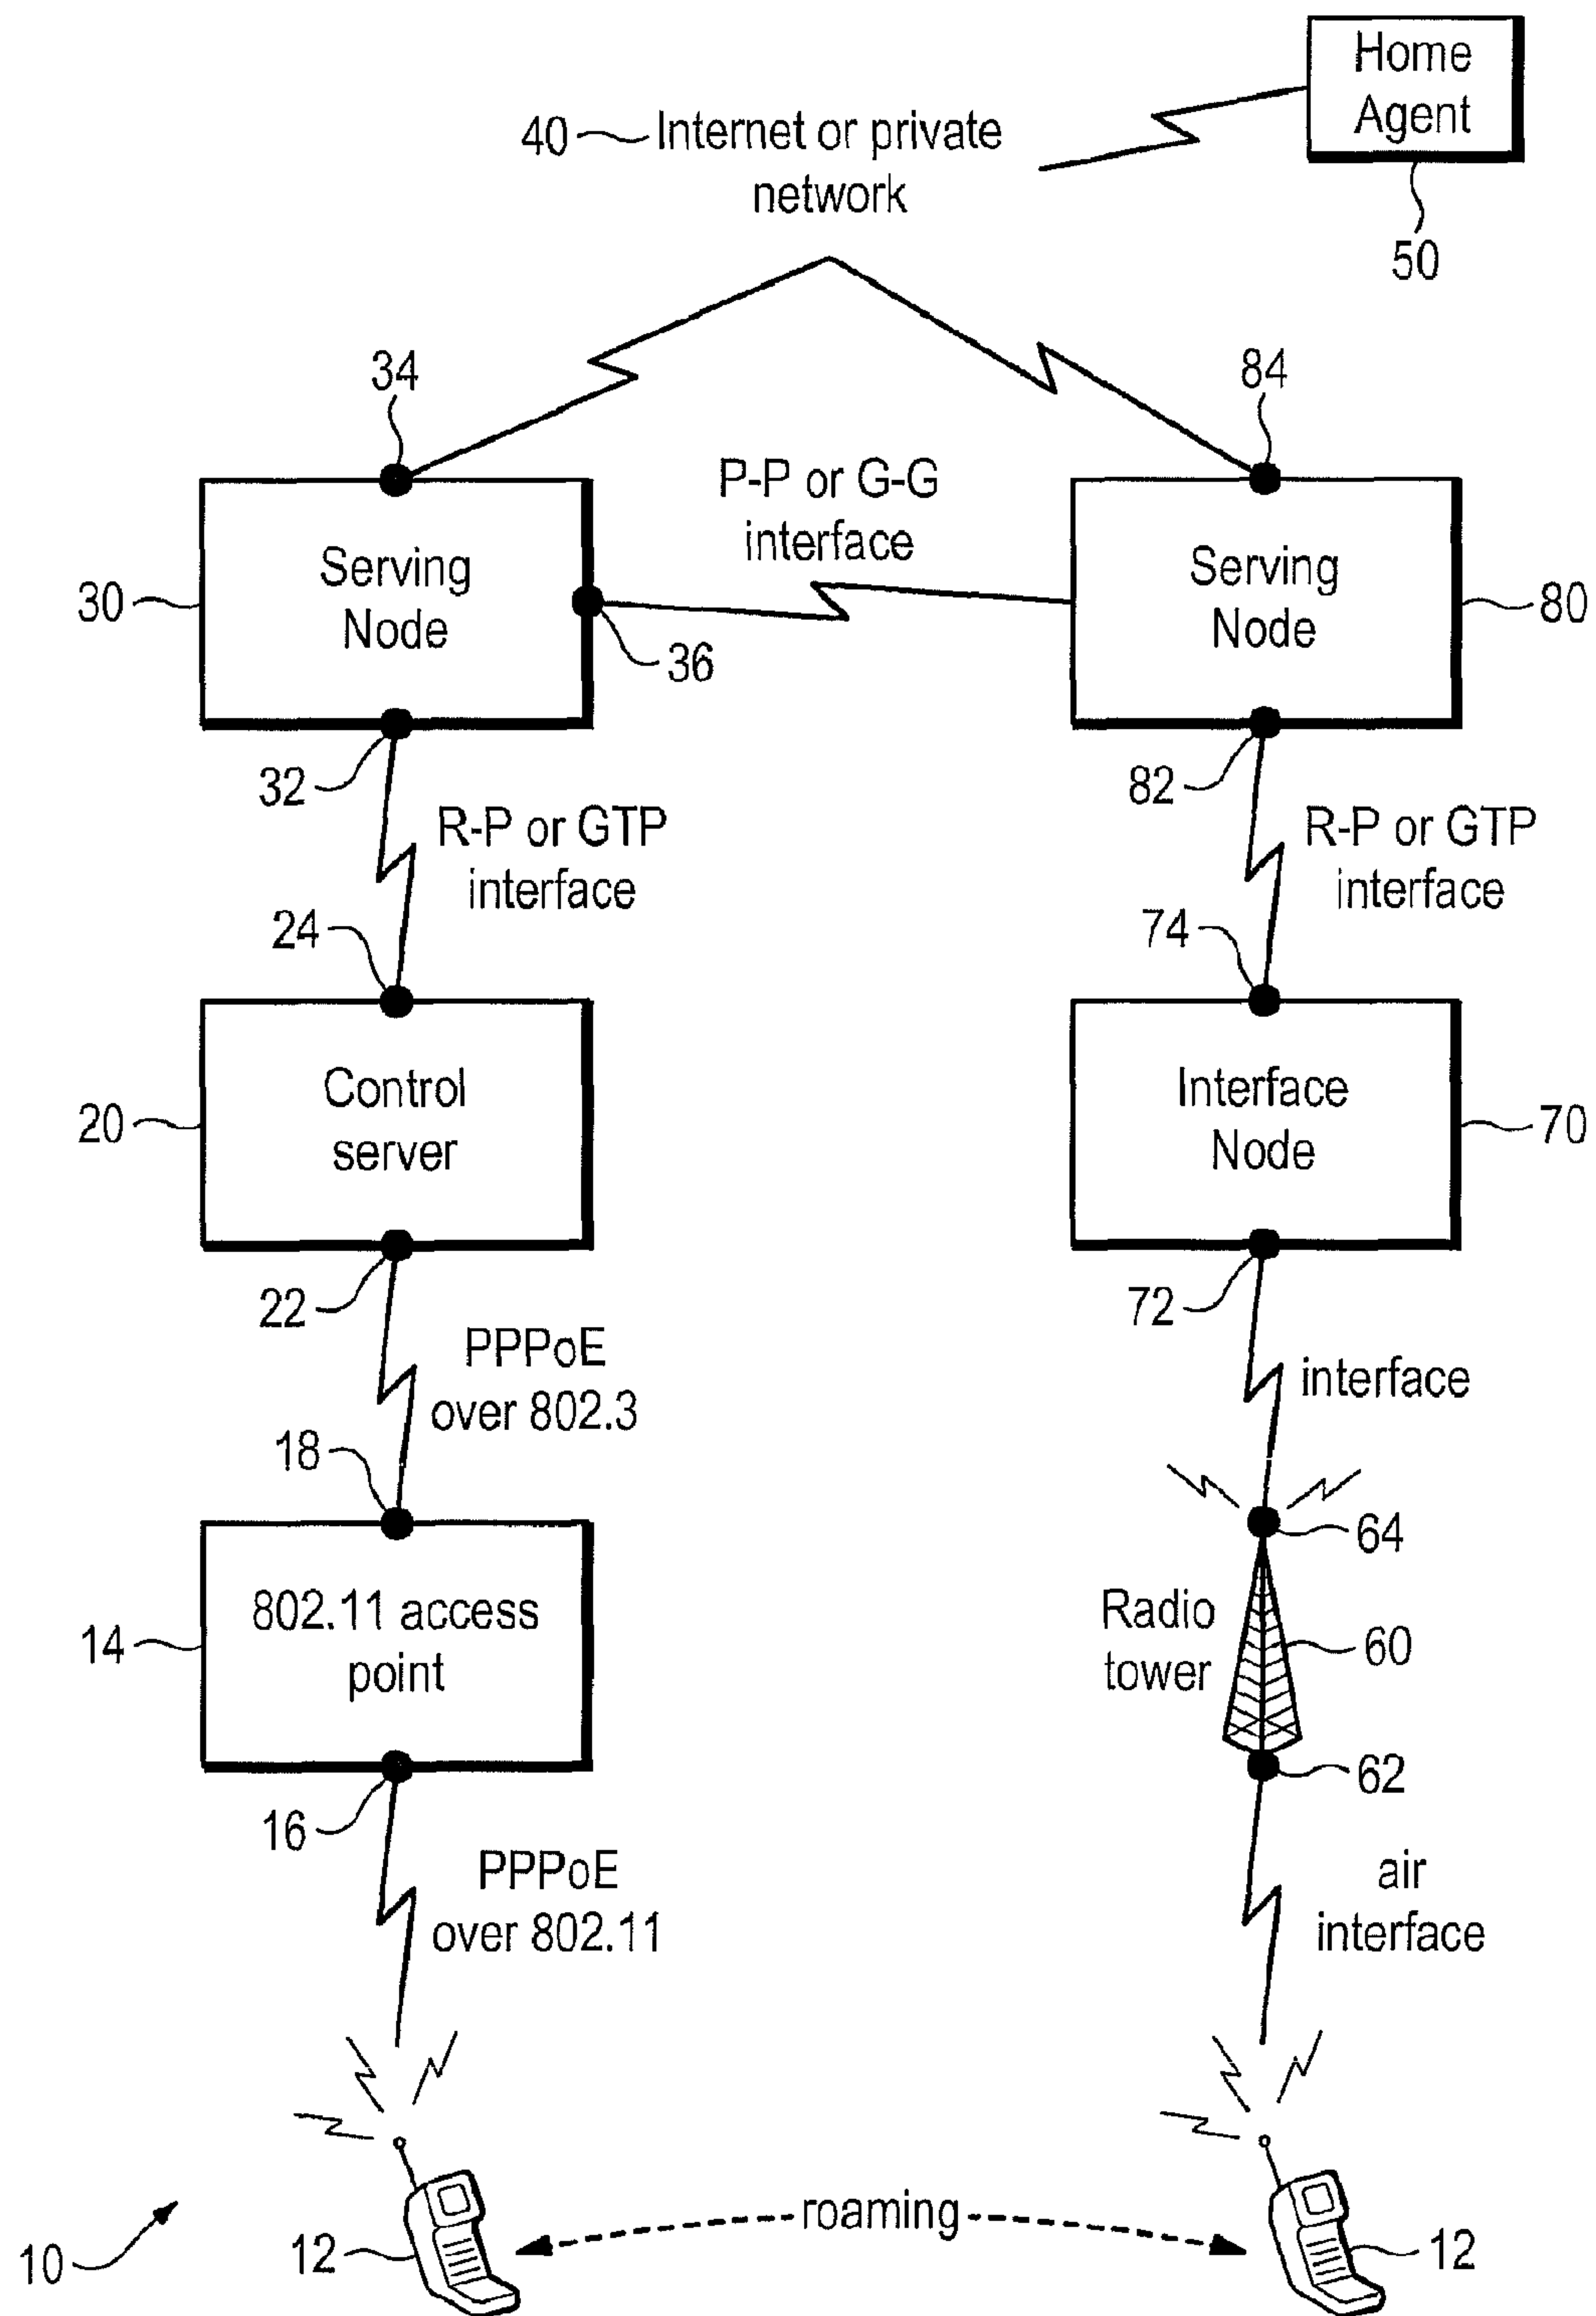 Home
Agent
50
40
Internet or private
network
34
84
P-P or G-G
interface
30
Serving
Node
36
Serving
Node
80
32
R-P or GTP
interface
82
R-P or GTP
interface
24
74
20
Control
server
Interface
Node
70
22
PPPoE
over 802.3
72
interface
18
64
14
802.11 access
point
Radio
tower
60
62
16
PPPoE
over 802.11
air
interface
10
12
roaming
12